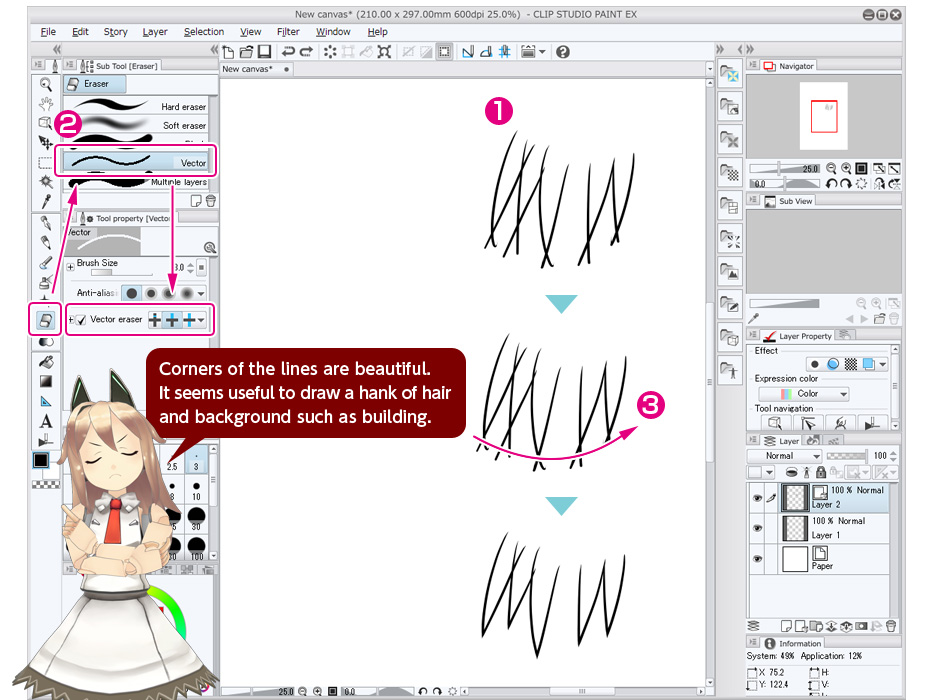 New canvas* (210.00 x 297.00mm 600dpi 25.0%) - CLIP STUDIO PAINT EX
File Edit Story Layer Selection View Filter Window Help
Sub Tool [Eraser]
New canvas*
Navigator
Eraser
Hard eraser
Soft eraser
2
Vector
Multiple layers
1
25.0
0.0
Sub View
Tool property [Vector]
Vector
Brush Size
Anti-alias
Vector eraser
Layer Property
Effect
Expression color
Color
Tool navigation
Corners of the lines are beautiful.
It seems useful to draw a hank of hair
and background such as building.
3
Layer
Normal 100
2.5 3
8 10
30
30 100
100 % Normal
Layer 2
100 % Normal
Layer 1
Paper
Information
System: 49% Application: 12%
X: 75.2 H:
Y: 122.4 V:
25.0 0.0